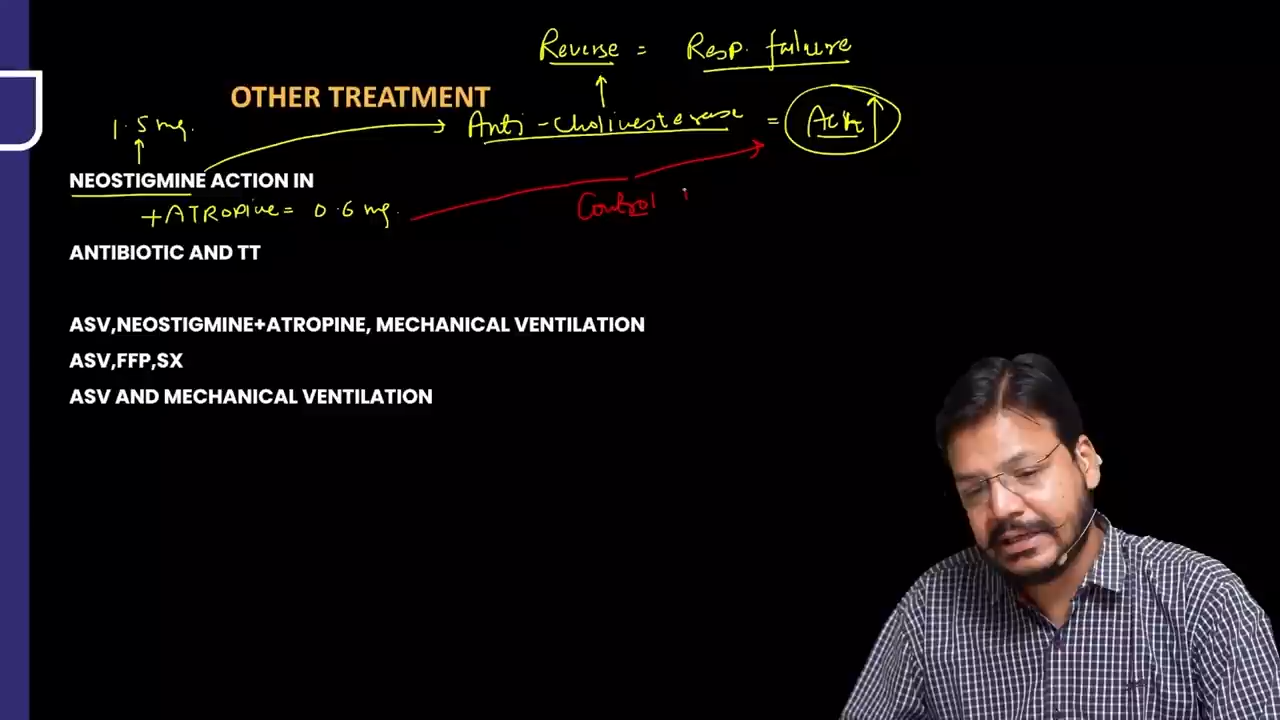 Reverse = Resp. failure
OTHER TREATMENT
1.5 mg.
Anti-cholinesterase =
NEOSTIGMINE ACTION IN
+ATROPINE= 0.6 mg.
Control
ANTIBIOTIC AND TT
ASV,NEOSTIGMINE+ATROPINE, MECHANICAL VENTILATION
ASV,FFP,SX
ASV AND MECHANICAL VENTILATION